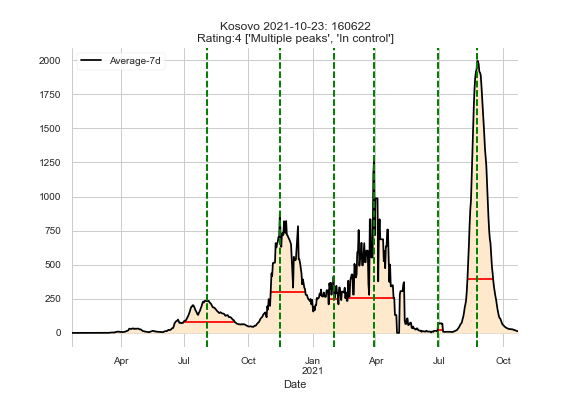 Kosovo 2021-10-23: 160622
Rating:4 ['Multiple peaks', 'In control']
Average-7d
2000
1750
1500
1250
1000
750
500
250
0
Apr Jul Oct Jan Apr Jul Oct
2021
Date